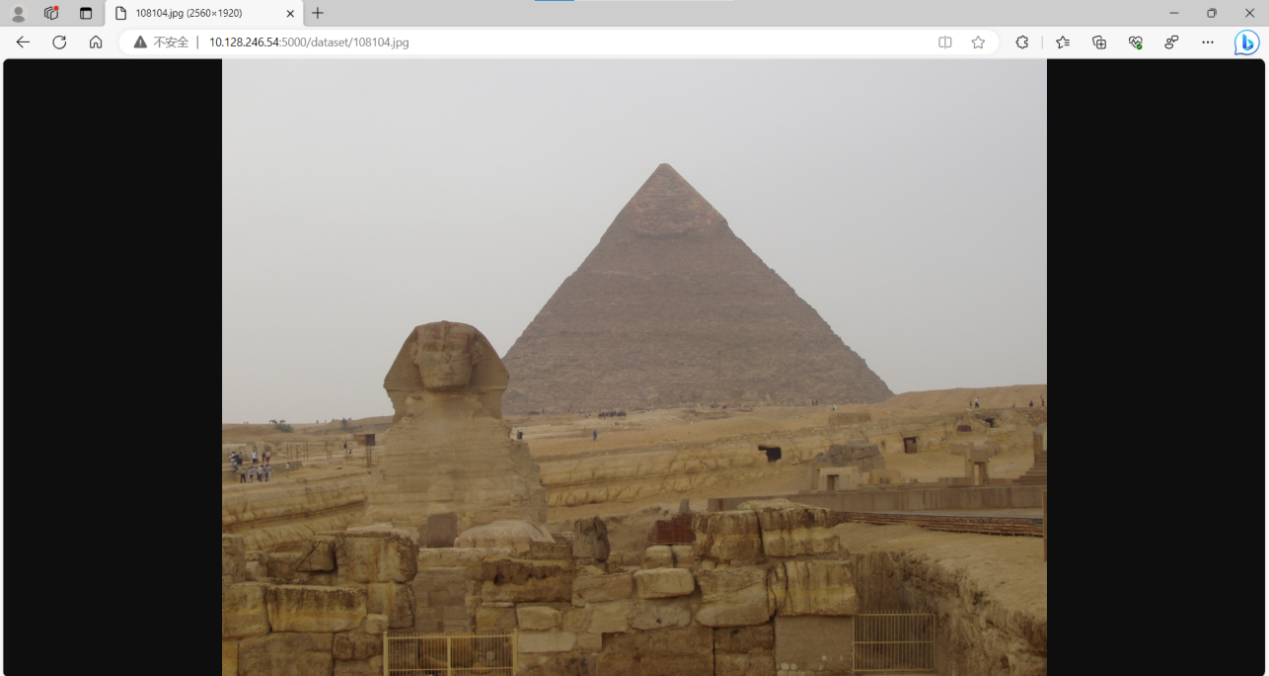 108104.jpg (2560×1920)
不安全 | 10.128.246.54:5000/dataset/108104.jpg